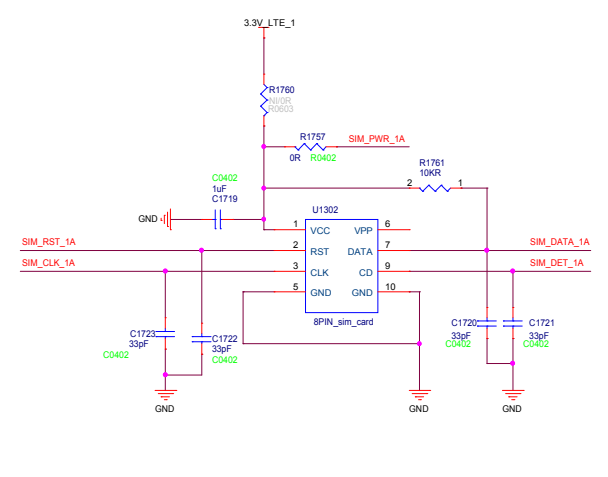 3.3V_LTE_1
R1760
NI/0R
R0603
R1757
SIM_PWR_1A
0R
R0402
R1761
10KR
2
1
C0402
1uF
C1719
GND
U1302
1
VCC
VPP
6
2
RST
DATA
7
3
CLK
CD
9
5
GND
GND
10
8PIN_sim_card
SIM_RST_1A
SIM_CLK_1A
SIM_DATA_1A
SIM_DET_1A
C1723
33pF
C0402
C1722
33pF
C0402
C1720
33pF
C0402
C1721
33pF
C0402
GND
GND
GND